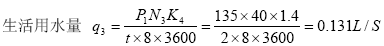 生活用水量 q₃ = P₁N₃K₄ / (t×8×3600) = 135×40×1.4 / (2×8×3600) = 0.131L/S